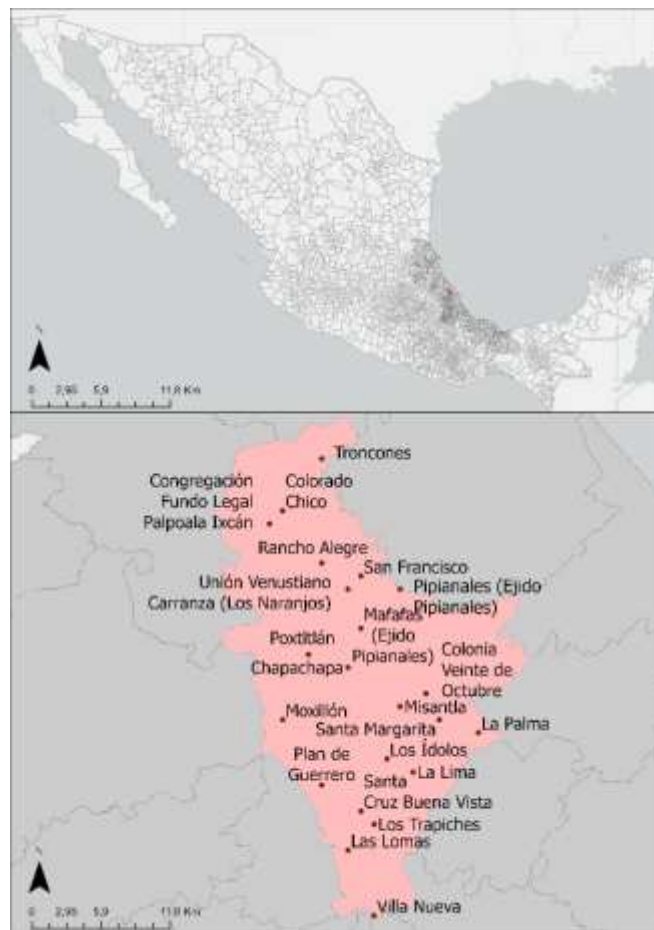 N
0 2,95 5,9 11,8 Km
Troncones
Congregación
Fundo Legal
Palpoala Ixcán
Colorado
Chico
Rancho Alegre
San Francisco
Unión Venustiano
Carranza (Los Naranjos)
Pipianales (Ejido
Pipianales)
Mafafas
(Ejido
Pipianales)
Poxtitlán
Chapachapa
Colonia
Veinte de
Octubre
Moxillón
Misantla
Santa Margarita
La Palma
Plan de
Guerrero
Los Ídolos
Santa
La Lima
Cruz Buena Vista
Los Trapiches
Las Lomas
N
0 2,95 5,9 11,8 Km
Villa Nueva